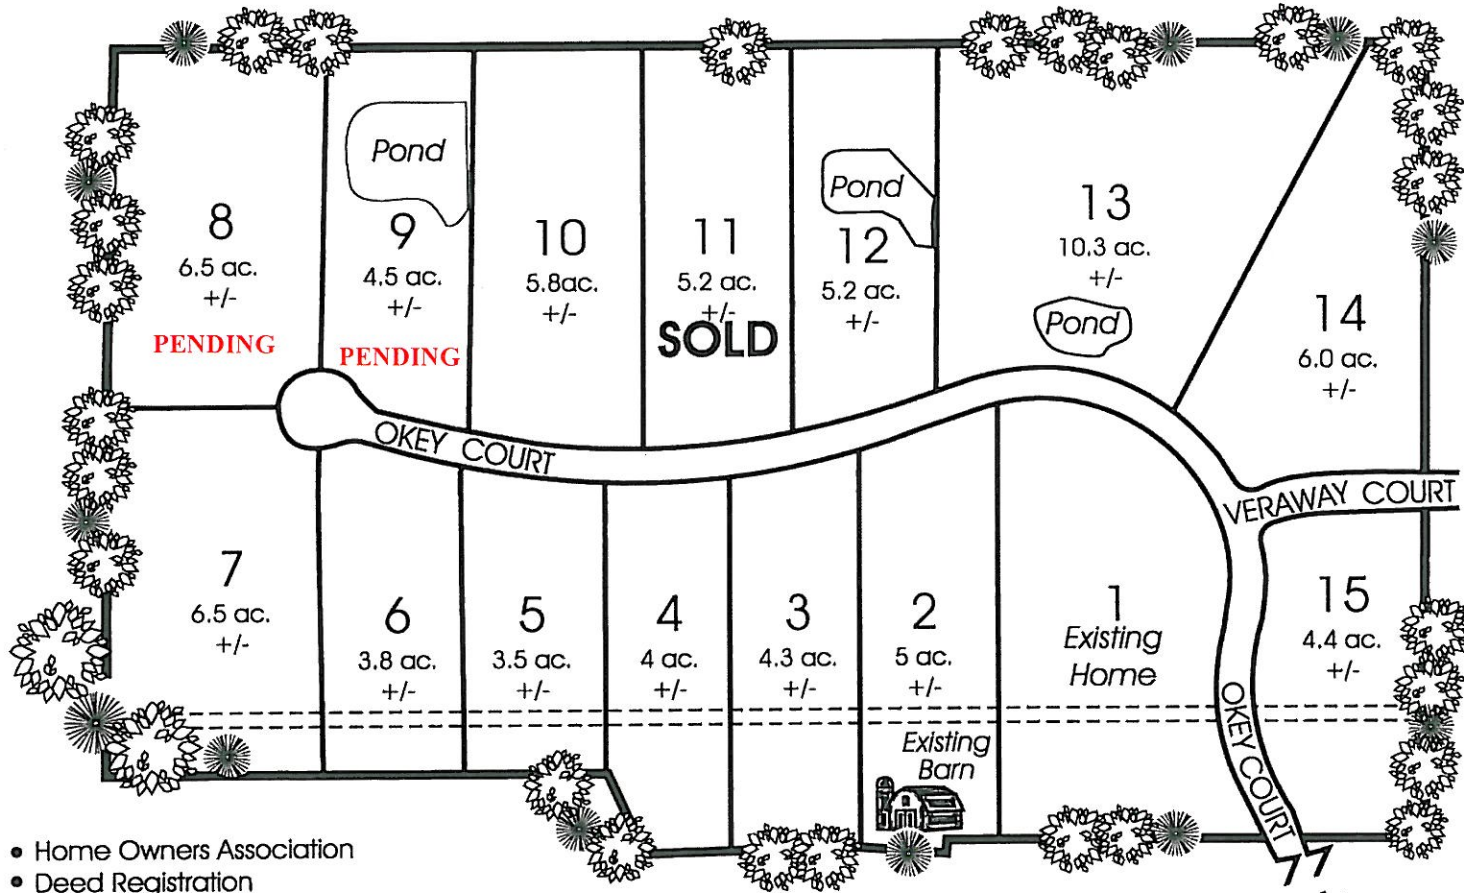 8
6.5 ac.
+/-
PENDING
Pond
9
4.5 ac.
+/-
PENDING
10
5.8ac.
+/-
11
5.2 ac.
+/-
SOLD
Pond
12
5.2 ac.
+/-
13
10.3 ac.
+/-
Pond
14
6.0 ac.
+/-
OKEY COURT
VERAWAY COURT
7
6.5 ac.
+/-
6
3.8 ac.
+/-
5
3.5 ac.
+/-
4
4 ac.
+/-
3
4.3 ac.
+/-
2
5 ac.
+/-
Existing
Barn
1
Existing
Home
15
4.4 ac.
+/-
OKEY COURT
• Home Owners Association
• Deed Registration